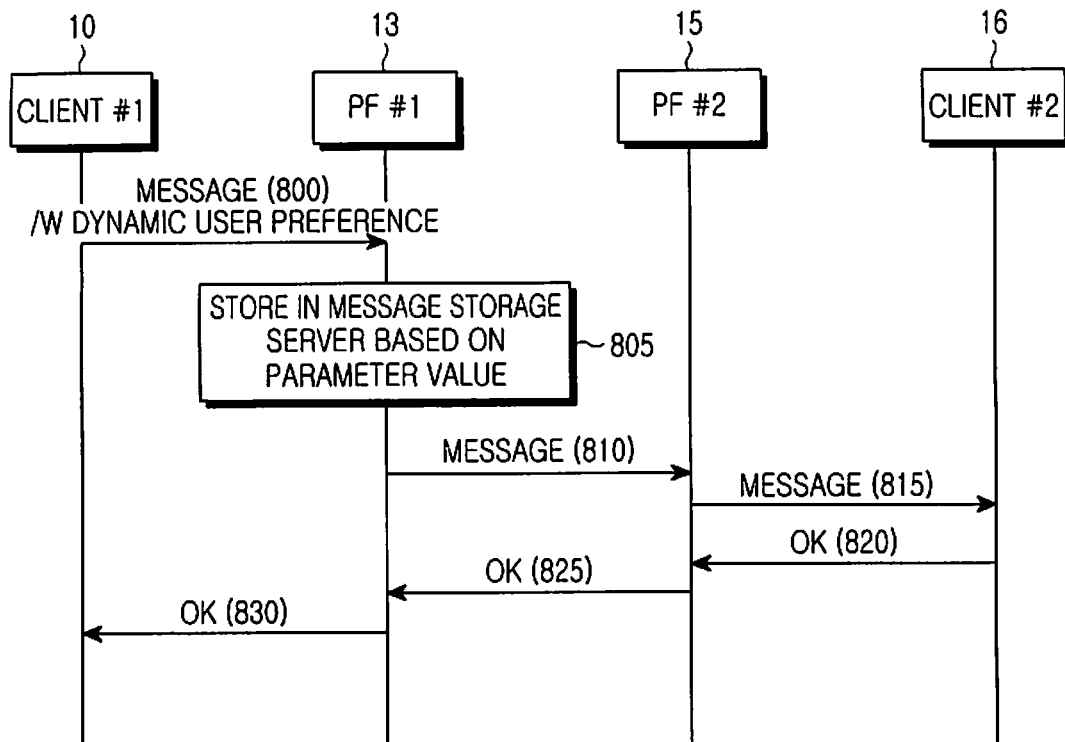 10
13
15
16
CLIENT #1
PF #1
PF #2
CLIENT #2
MESSAGE (800)
/W DYNAMIC USER PREFERENCE
STORE IN MESSAGE STORAGE
SERVER BASED ON
PARAMETER VALUE
805
MESSAGE (810)
MESSAGE (815)
OK (820)
OK (825)
OK (830)